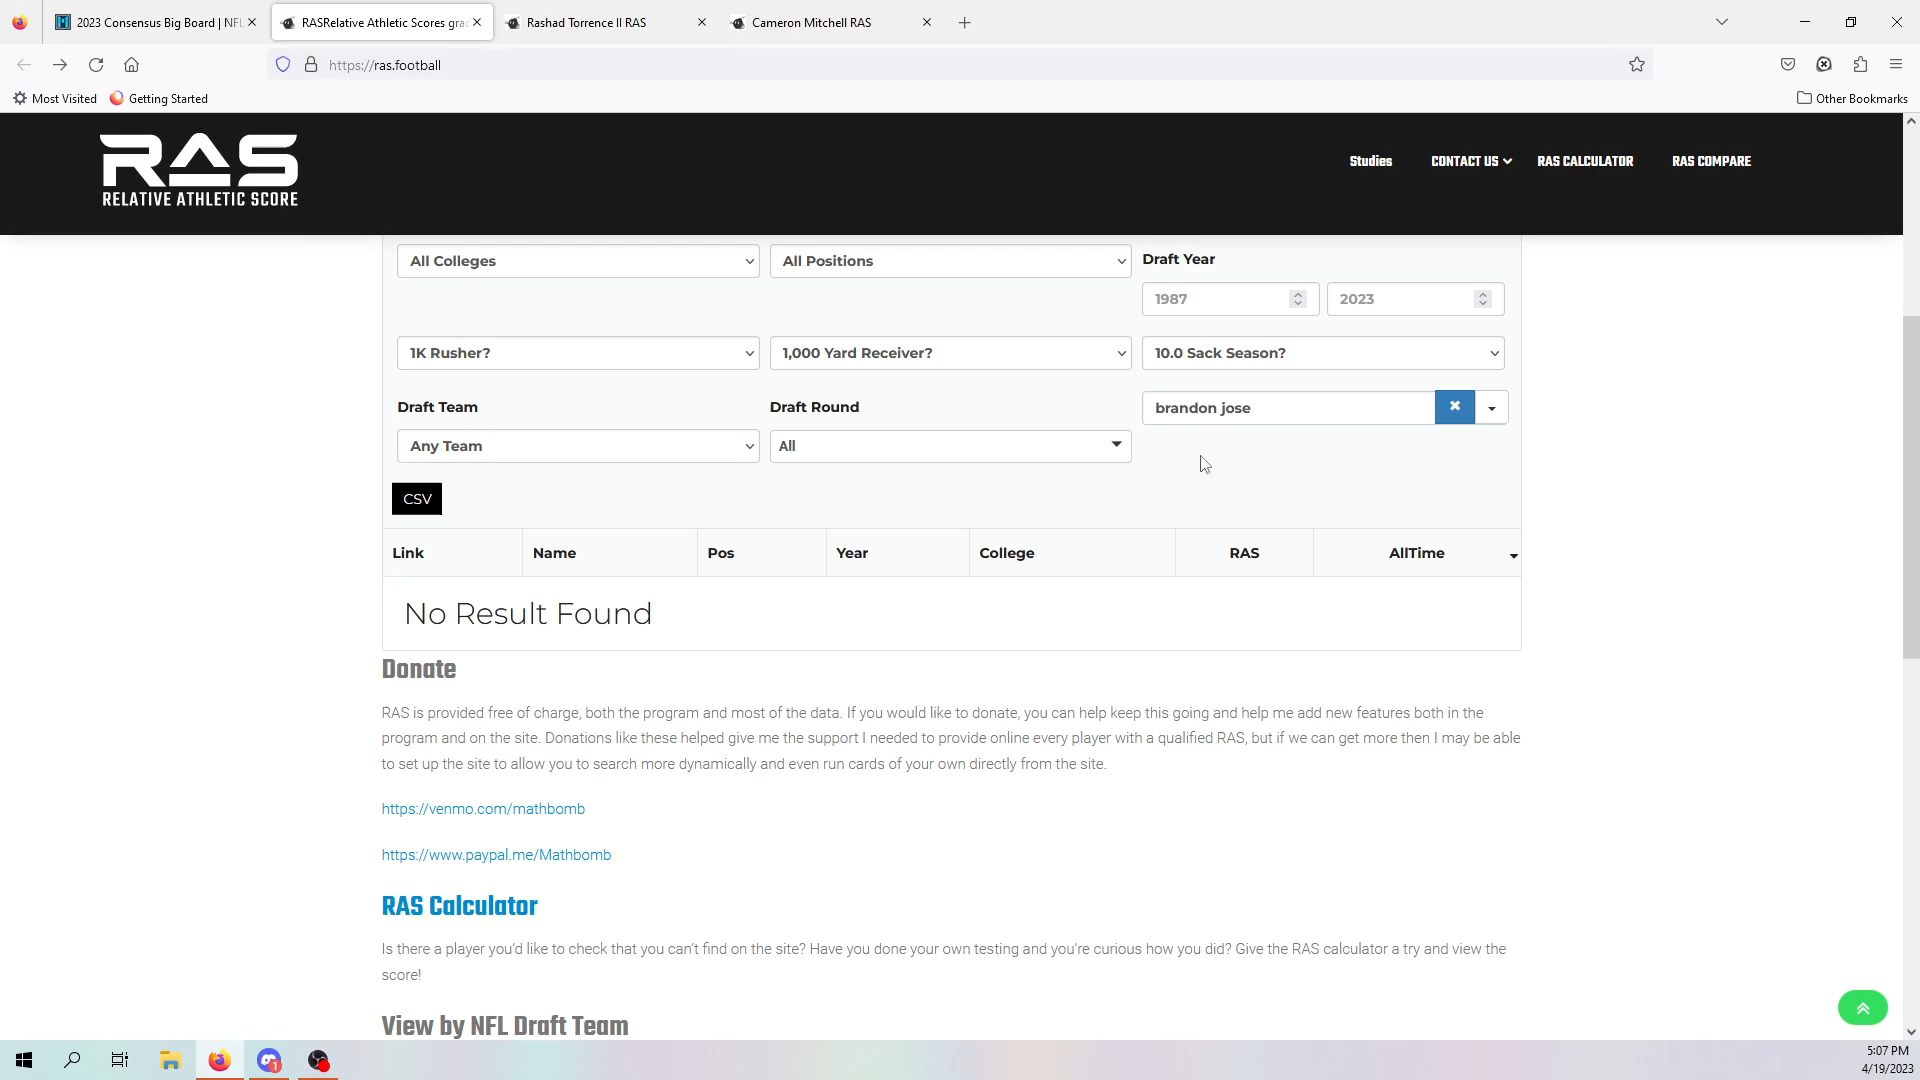 2023 Consensus Big Board | NFL
RASRelative Athletic Scores gra
Rashad Torrence II RAS
Cameron Mitchell RAS
https://ras.football
Most Visited
Getting Started
Other Bookmarks
RAS
RELATIVE ATHLETIC SCORE
Studies
CONTACT US
RAS CALCULATOR
RAS COMPARE
All Colleges
All Positions
Draft Year
1987
2023
1K Rusher?
1,000 Yard Receiver?
10.0 Sack Season?
Draft Team
Draft Round
brandon jose
Any Team
All
CSV
Link Name Pos Year College RAS AllTime
No Result Found
Donate
RAS is provided free of charge, both the program and most of the data. If you would like to donate, you can help keep this going and help me add new features both in the
program and on the site. Donations like these helped give me the support I needed to provide online every player with a qualified RAS, but if we can get more then I may be able
to set up the site to allow you to search more dynamically and even run cards of your own directly from the site.
https://venmo.com/mathbomb
https://www.paypal.me/Mathbomb
RAS Calculator
Is there a player you'd like to check that you can't find on the site? Have you done your own testing and you're curious how you did? Give the RAS calculator a try and view the
score!
View by NFL Draft Team
1
5:07 PM
4/19/2023